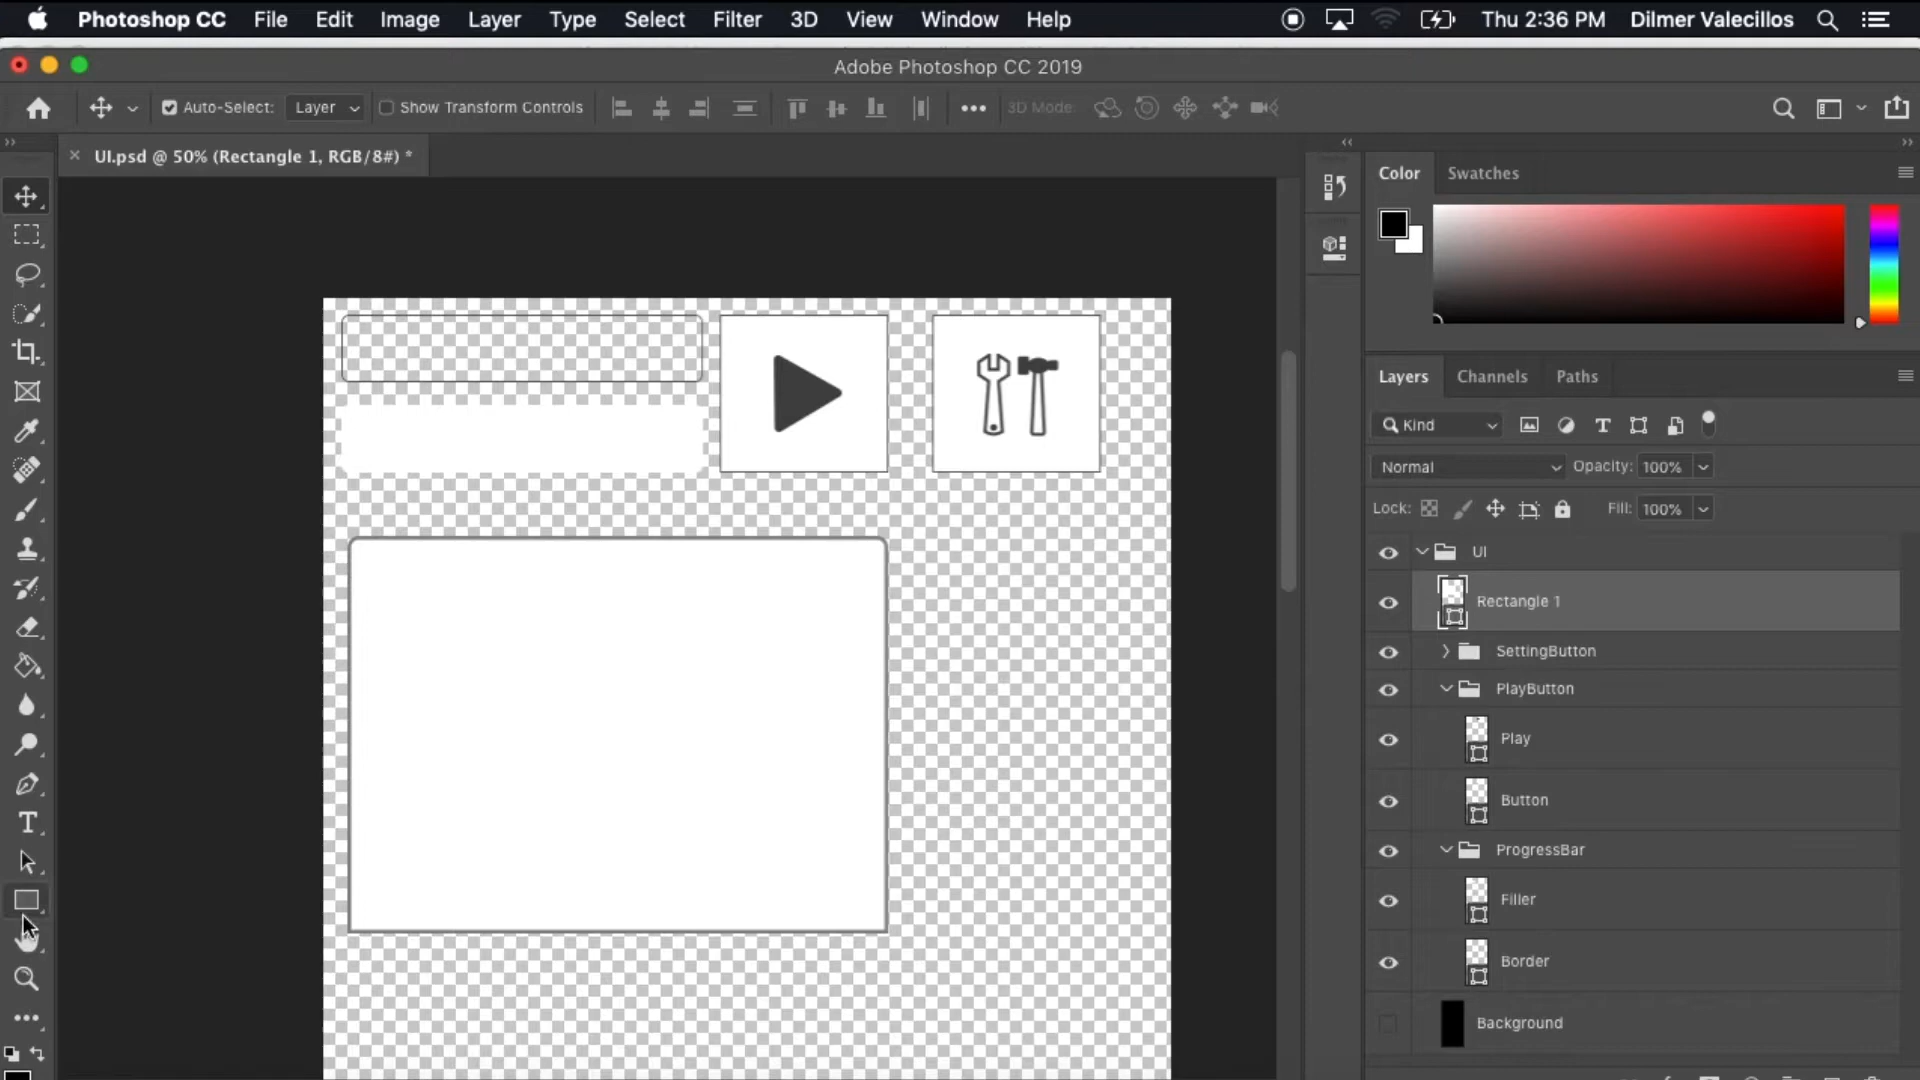 Photoshop CC File Edit Image Layer Type Select Filter 3D View Window Help Thu 2:36 PM Dilmer Valecillos
Adobe Photoshop CC 2019
Auto-Select: Layer Show Transform Controls 3D Mode:
UI.psd @ 50% (Rectangle 1, RGB/8#) *
Color Swatches
Layers Channels Paths
Kind
Normal Opacity: 100%
Lock: Fill: 100%
UI
Rectangle 1
SettingButton
PlayButton
Play
Button
ProgressBar
Filler
Border
Background